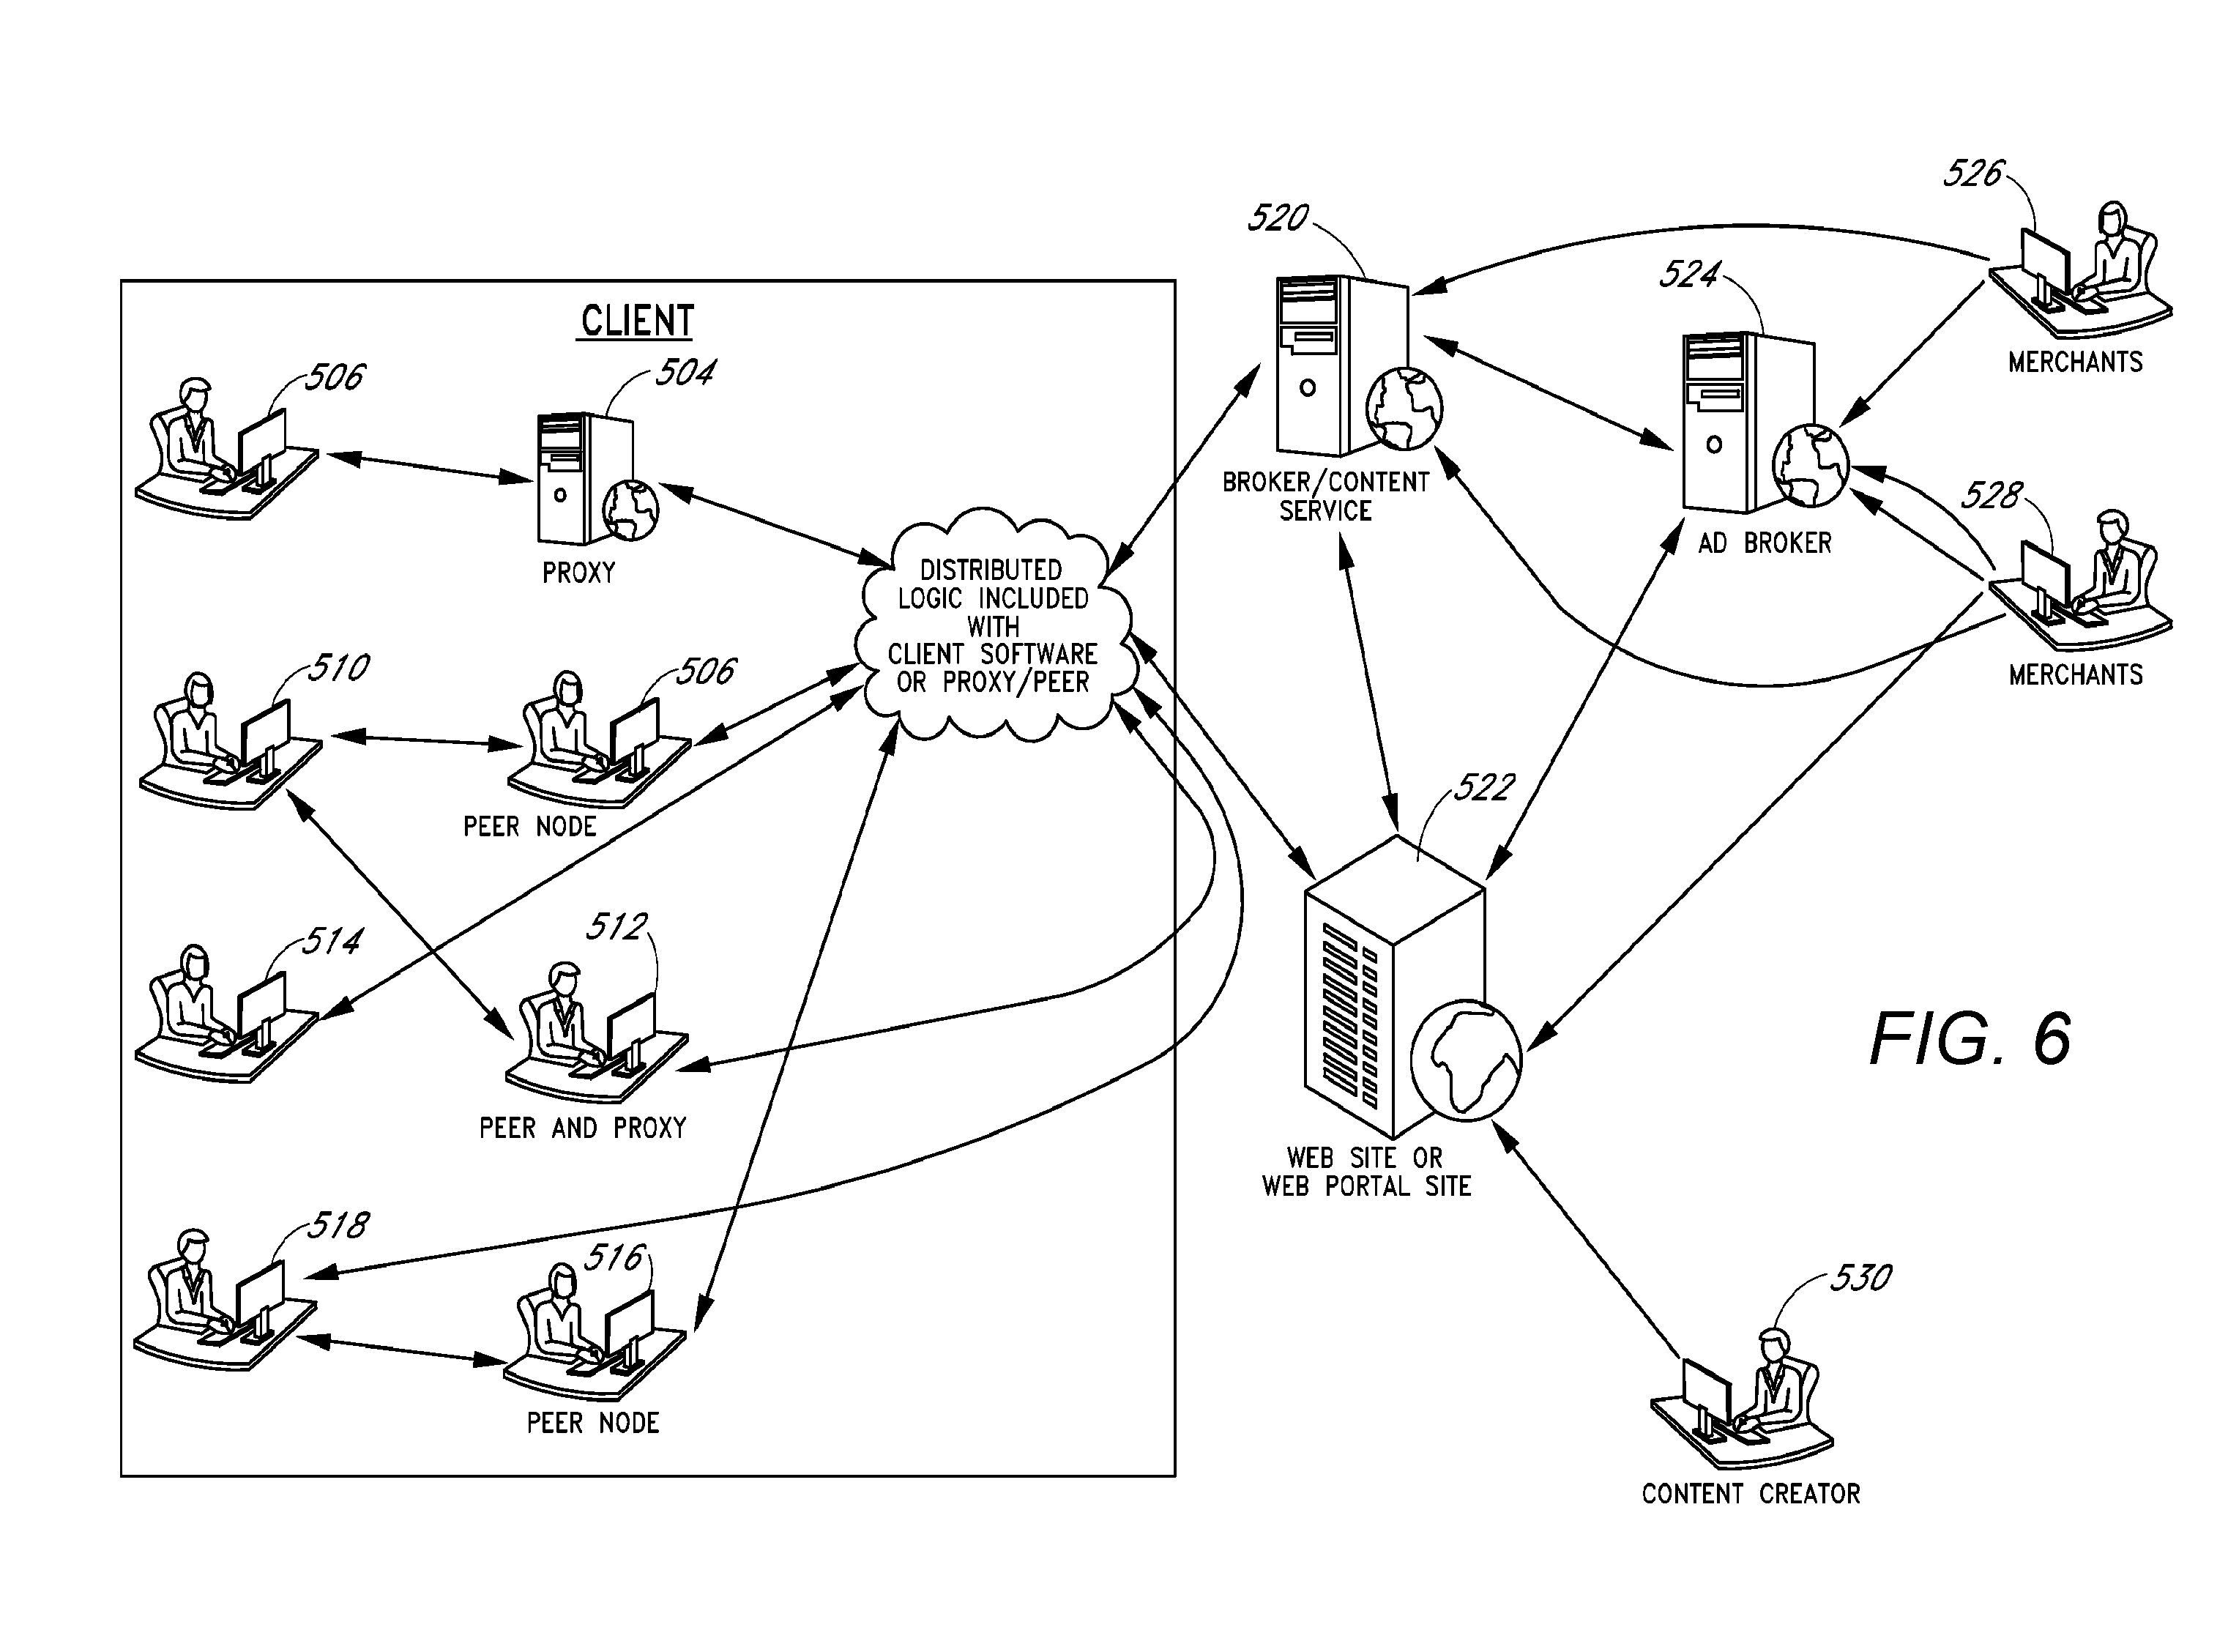 526
520
524
CLIENT
MERCHANTS
506
504
BROKER/CONTENT
SERVICE
528
AD BROKER
PROXY
DISTRIBUTED
LOGIC INCLUDED
WITH
CLIENT SOFTWARE
OR PROXY/PEER
510
506
MERCHANTS
522
PEER NODE
514
512
FIG. 6
PEER AND PROXY
WEB SITE OR
WEB PORTAL SITE
518
516
530
PEER NODE
CONTENT CREATOR